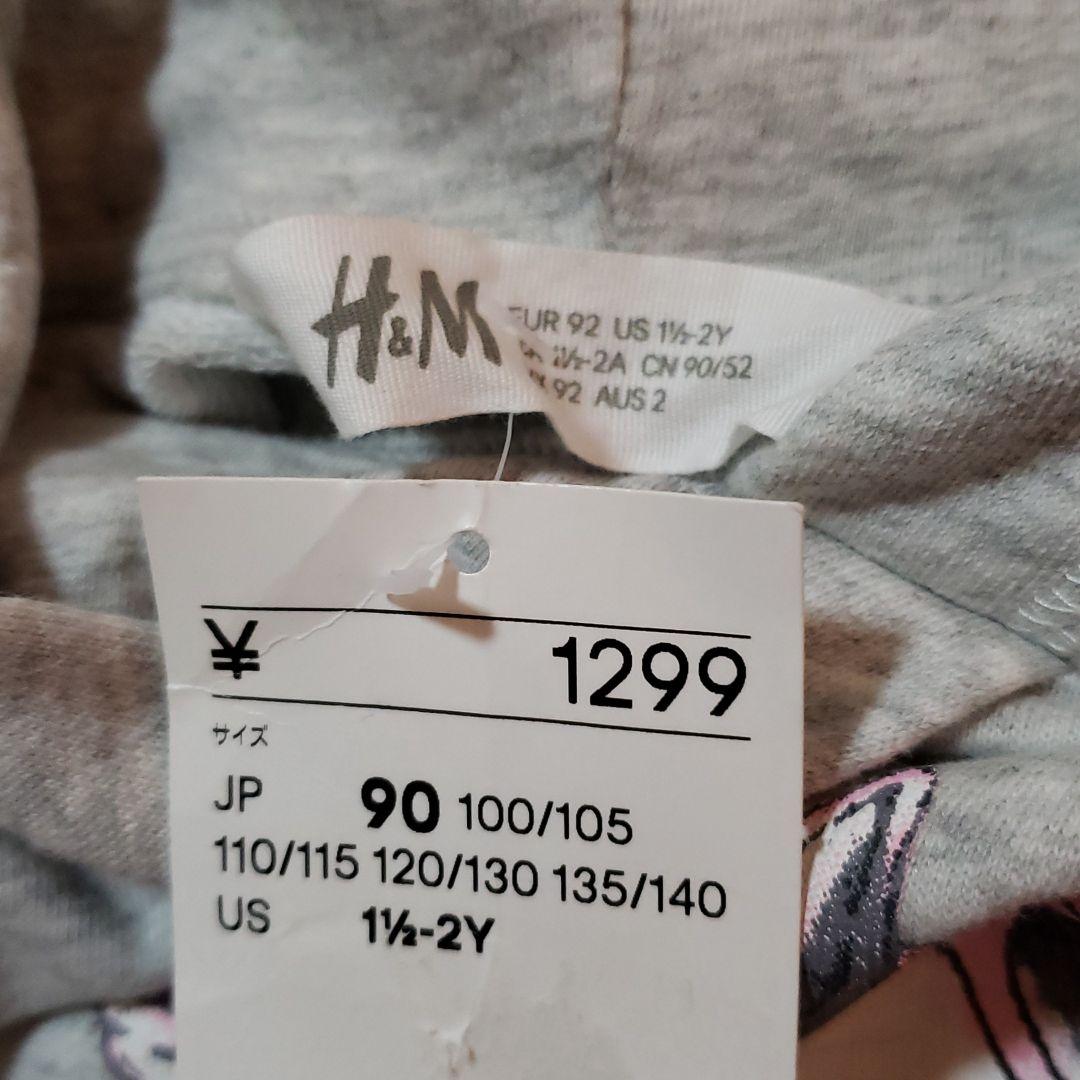 H&M
EUR 92 US 1½-2Y
1½-2A CN 90/52
92 AUS 2
¥ 1299
サイズ
JP 90 100/105
110/115 120/130 135/140
US 1½-2Y